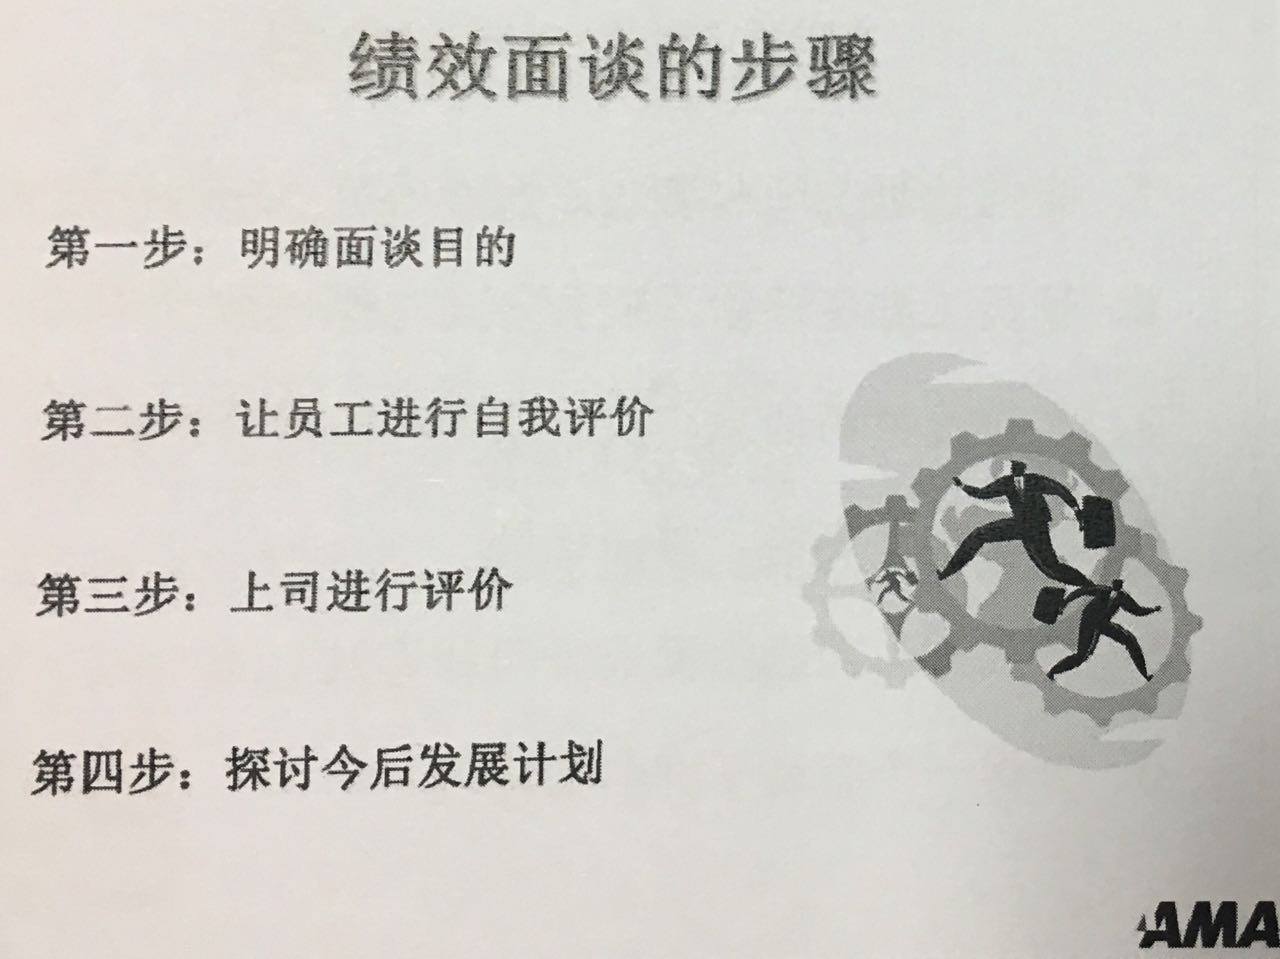 绩效面谈的步骤
第一步：明确面谈目的
第二步：让员工进行自我评价
第三步：上司进行评价
第四步：探讨今后发展计划
AMA